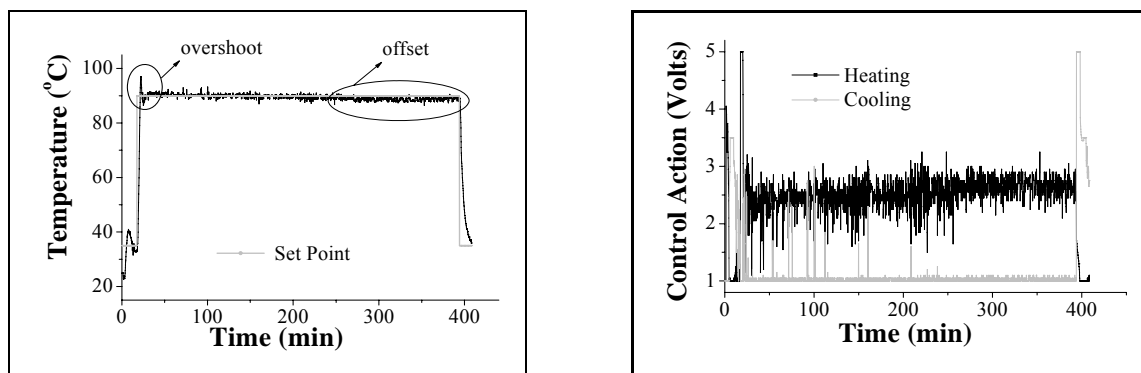 overshoot
offset
Temperature (°C)
100
80
60
40
20
Set Point
0 100 200 300 400
Time (min)
Control Action (Volts)
5
4
3
2
1
Heating
Cooling
0 100 200 300 400
Time (min)